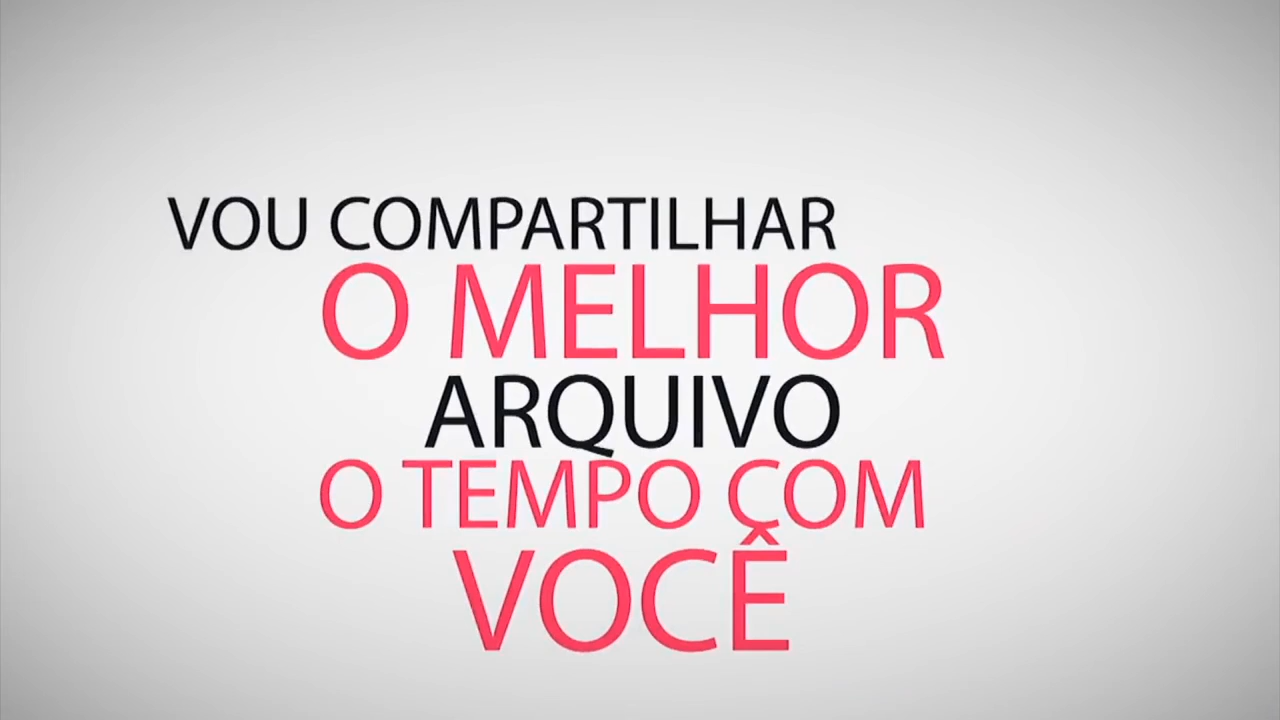 VOU COMPARTILHAR
O MELHOR
ARQUIVO
O TEMPO COM
VOCÊ